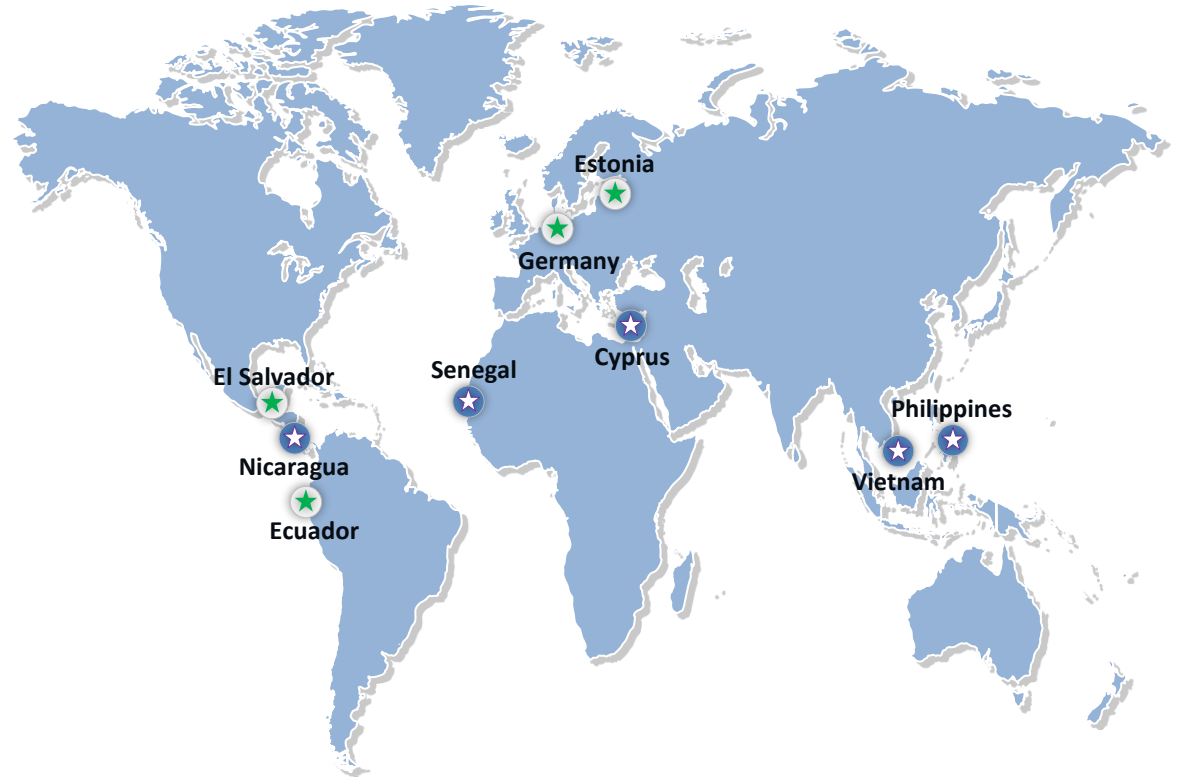 Estonia
Germany
Cyprus
Senegal
El Salvador
Nicaragua
Ecuador
Philippines
Vietnam